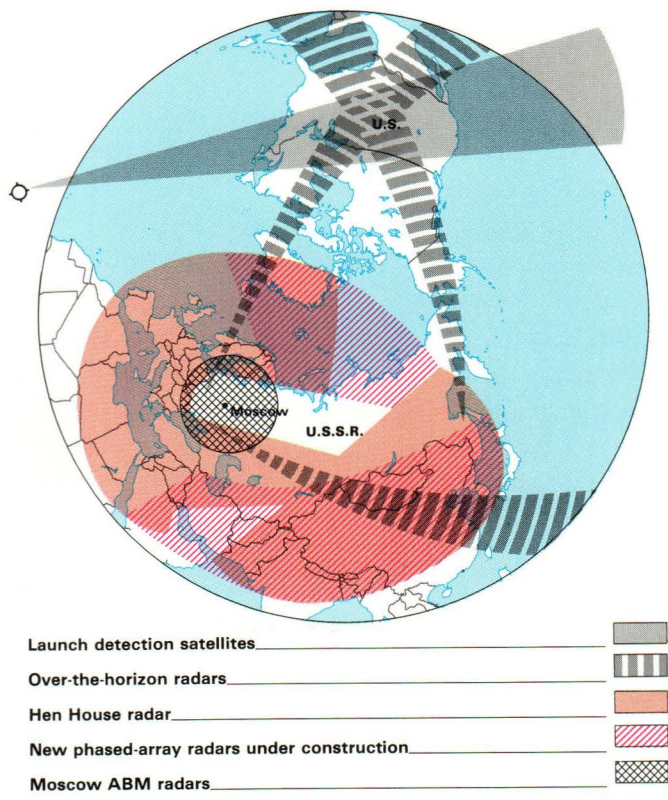 U.S.
Moscow
U.S.S.R.
Launch detection satellites
Over-the-horizon radars
Hen House radar
New phased-array radars under construction
Moscow ABM radars